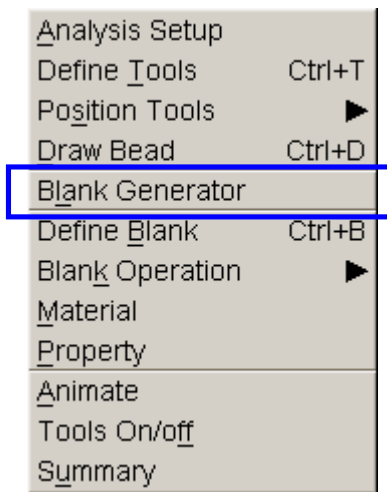 Analysis Setup
Define Tools Ctrl+T
Position Tools
Draw Bead Ctrl+D
Blank Generator
Define Blank Ctrl+B
Blank Operation
Material
Property
Animate
Tools On/off
Summary